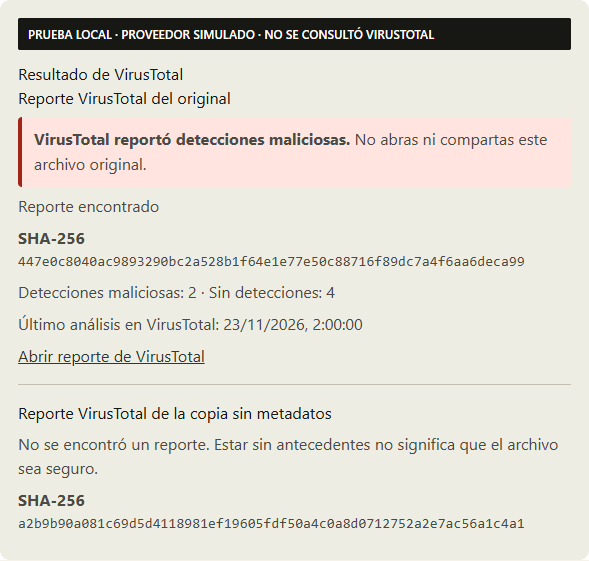 PRUEBA LOCAL · PROVEEDOR SIMULADO · NO SE CONSULTÓ VIRUSTOTAL
Resultado de VirusTotal
Reporte VirusTotal del original
VirusTotal reportó detecciones maliciosas. No abras ni compartas este
archivo original.
Reporte encontrado
SHA-256
447e0c8040ac9893290bc2a528b1f64e1e77e50c88716f89dc7a4f6aa6deca99
Detecciones maliciosas: 2 · Sin detecciones: 4
Último análisis en VirusTotal: 23/11/2026, 2:00:00
Abrir reporte de VirusTotal
Reporte VirusTotal de la copia sin metadatos
No se encontró un reporte. Estar sin antecedentes no significa que el archivo
sea seguro.
SHA-256
a2b9b90a081c69d5d4118981ef19605fdf50a4c0a8d0712752a2e7ac56a1c4a1